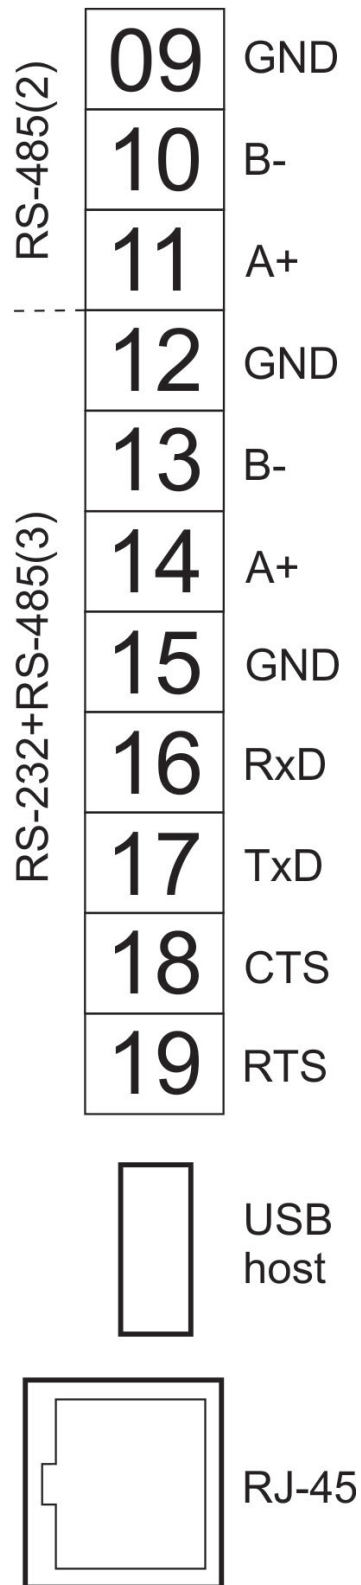 RS-485(2)
09 GND
10 B-
11 A+
RS-232+RS-485(3)
12 GND
13 B-
14 A+
15 GND
16 RxD
17 TxD
18 CTS
19 RTS
USB
host
RJ-45